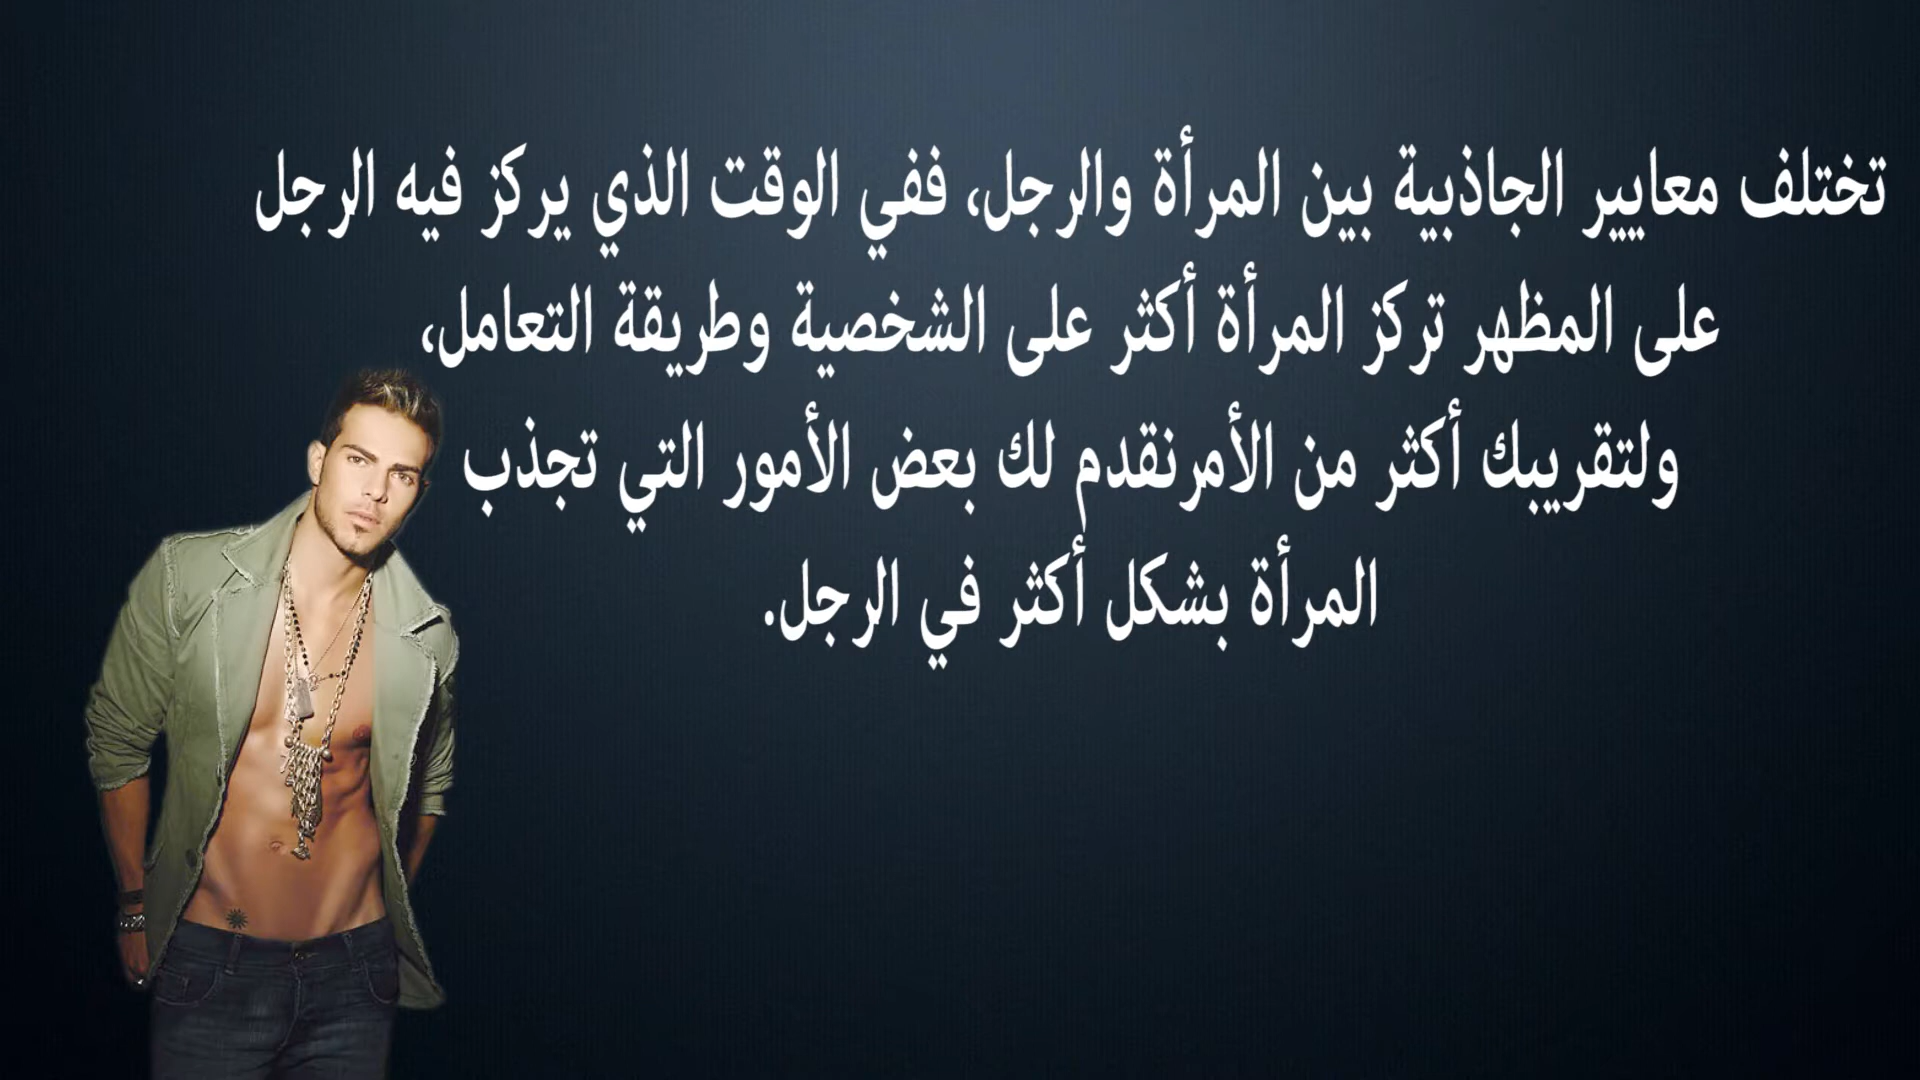 تختلف معايير الجاذبية بين المرأة والرجل، ففي الوقت الذي يركز فيه الرجل
على المظهر تركز المرأة أكثر على الشخصية وطريقة التعامل،
ولتقريبك أكثر من الأمرنقدم لك بعض الأمور التي تجذب
المرأة بشكل أكثر في الرجل.